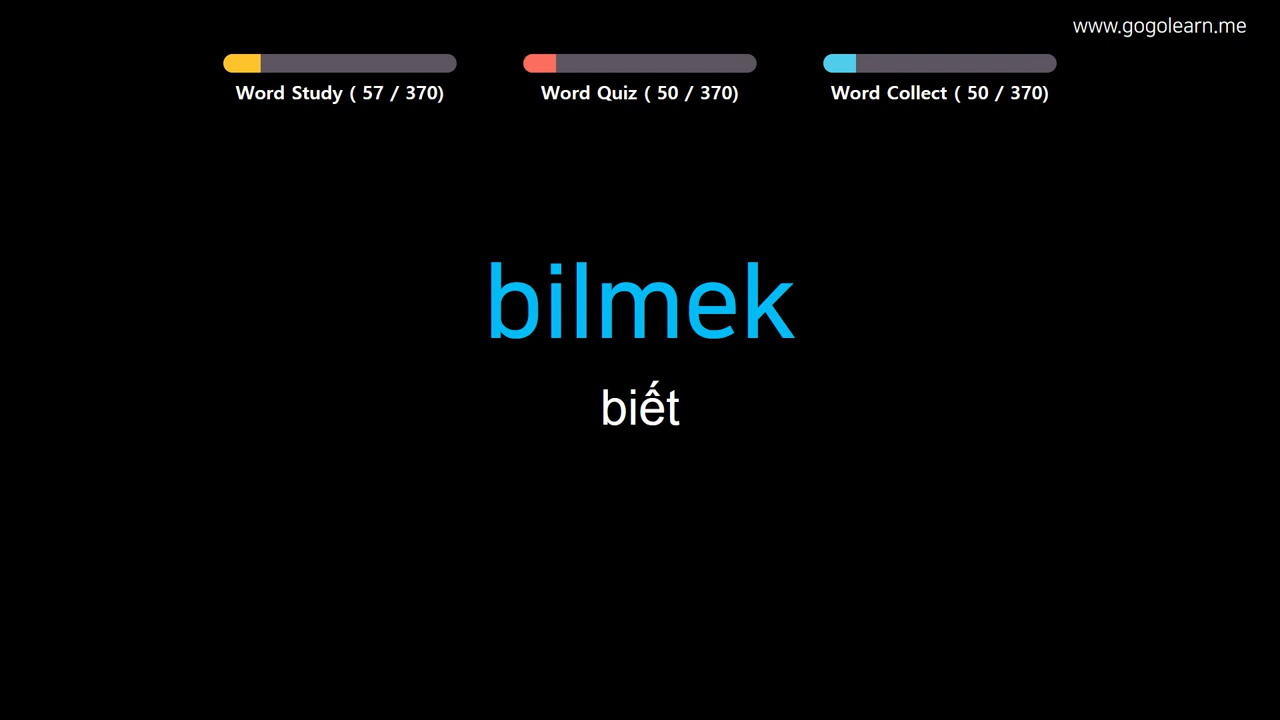 www.gogolearn.me
Word Study ( 57 / 370)
Word Quiz ( 50 / 370)
Word Collect ( 50 / 370)
bilmek
biết